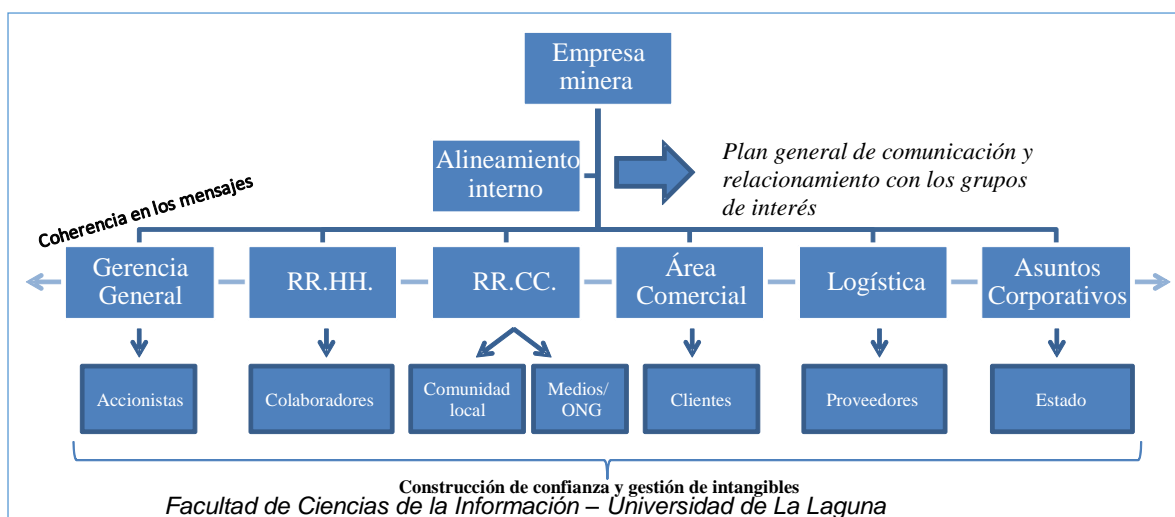 Empresa
minera
Alineamiento
interno
Plan general de comunicación y
relacionamiento con los grupos
de interés
Coherencia en los mensajes
Gerencia
General
RR.HH.
RR.CC.
Área
Comercial
Logística
Asuntos
Corporativos
Accionistas
Colaboradores
Comunidad
local
Medios/
ONG
Clientes
Proveedores
Estado
Construcción de confianza y gestión de intangibles
Facultad de Ciencias de la Información – Universidad de La Laguna